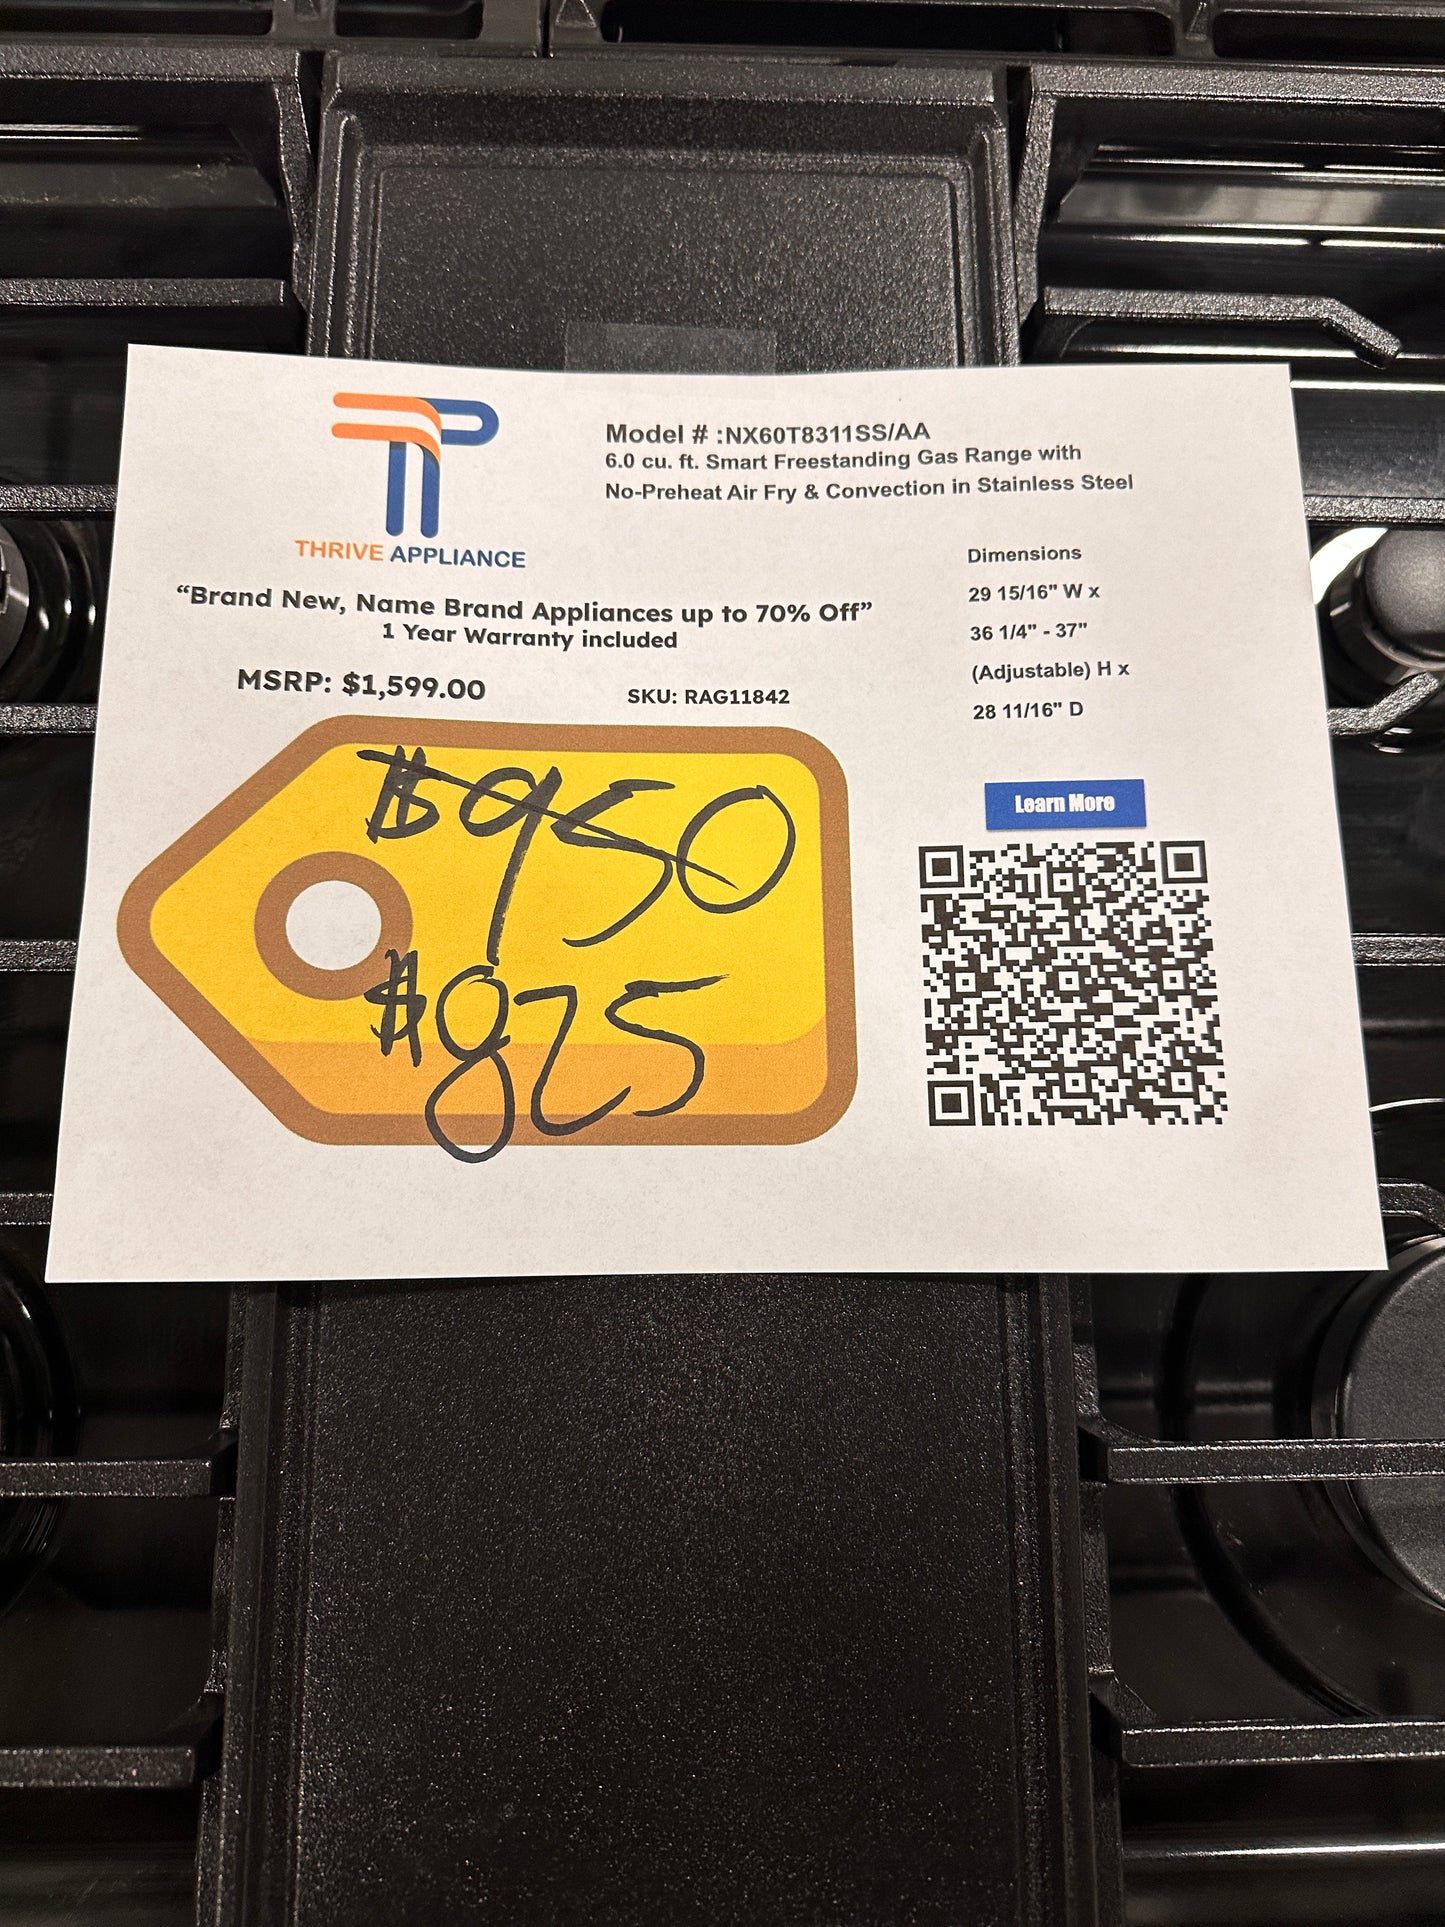 THRIVE APPLIANCE
Model # :NX60T8311SS/AA
6.0 cu. ft. Smart Freestanding Gas Range with
No-Preheat Air Fry & Convection in Stainless Steel
“Brand New, Name Brand Appliances up to 70% Off”
1 Year Warranty included
MSRP: $1,599.00
SKU: RAG11842
Dimensions
29 15/16" W x
36 1/4" - 37"
(Adjustable) H x
28 11/16" D
Learn More
$950
$825